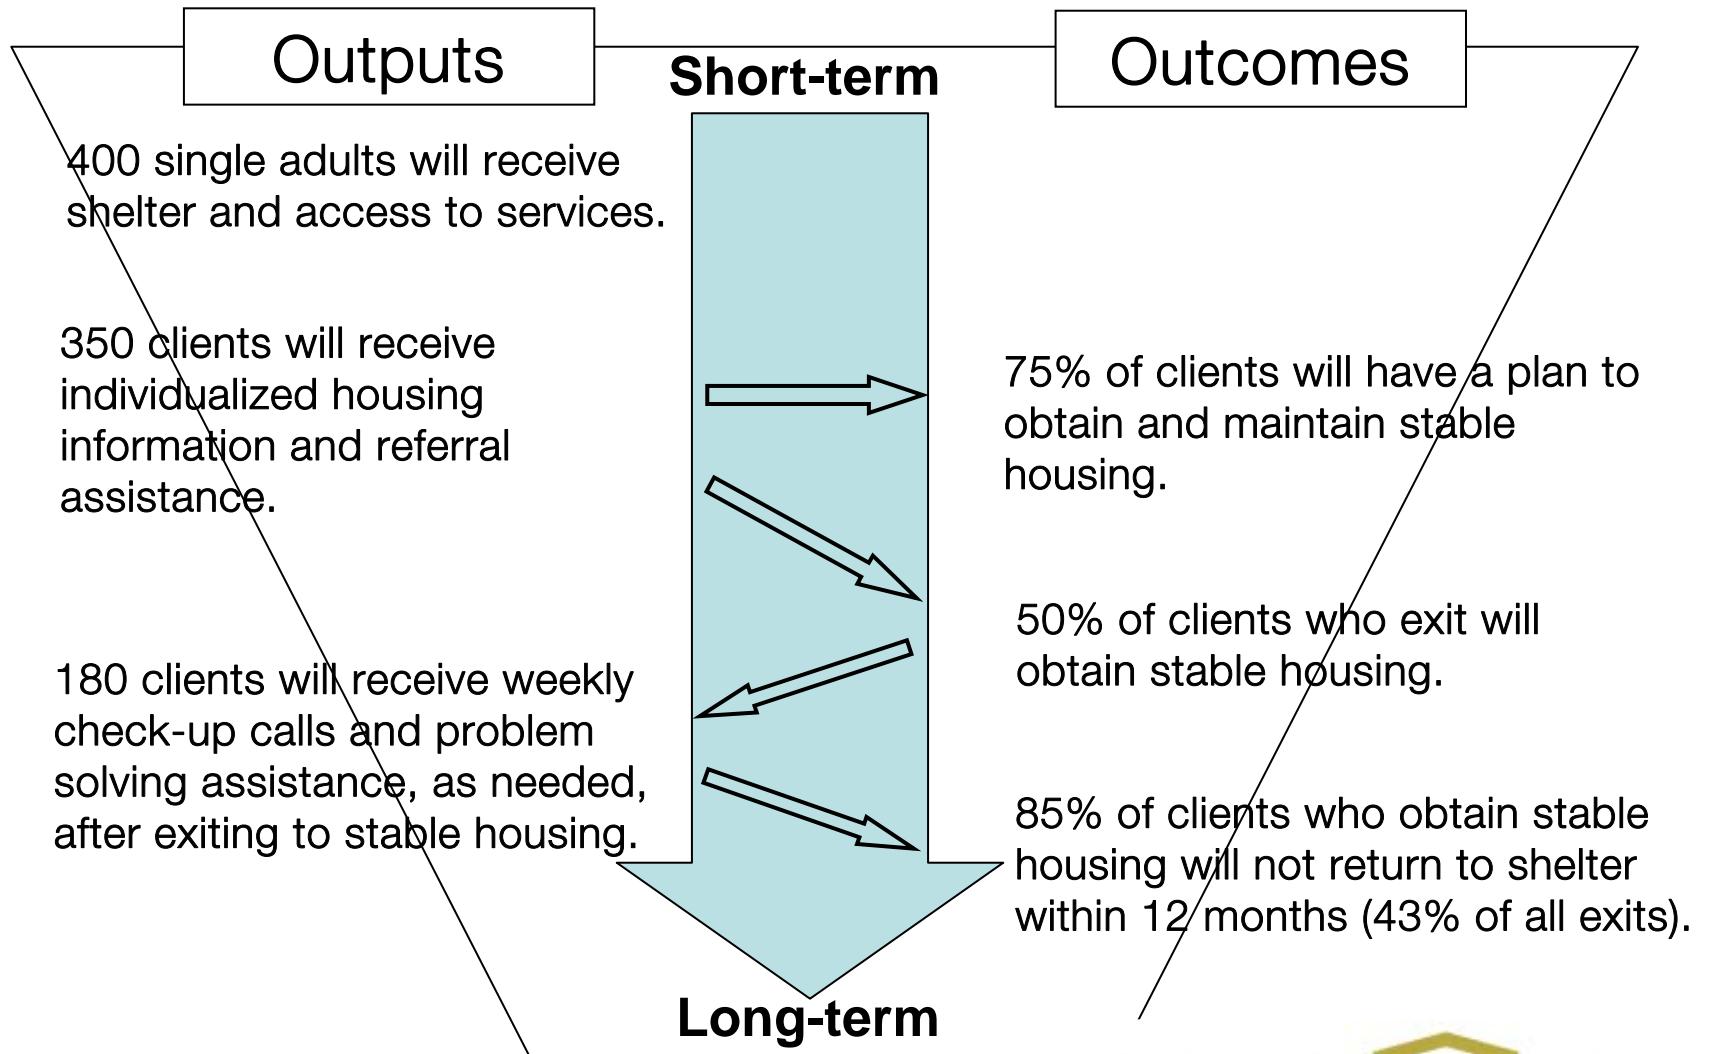 Outputs
Short-term
Outcomes
400 single adults will receive
shelter and access to services.
350 clients will receive
individualized housing
information and referral
assistance.
75% of clients will have a plan to
obtain and maintain stable
housing.
50% of clients who exit will
obtain stable housing.
180 clients will receive weekly
check-up calls and problem
solving assistance, as needed,
after exiting to stable housing.
85% of clients who obtain stable
housing will not return to shelter
within 12 months (43% of all exits).
Long-term